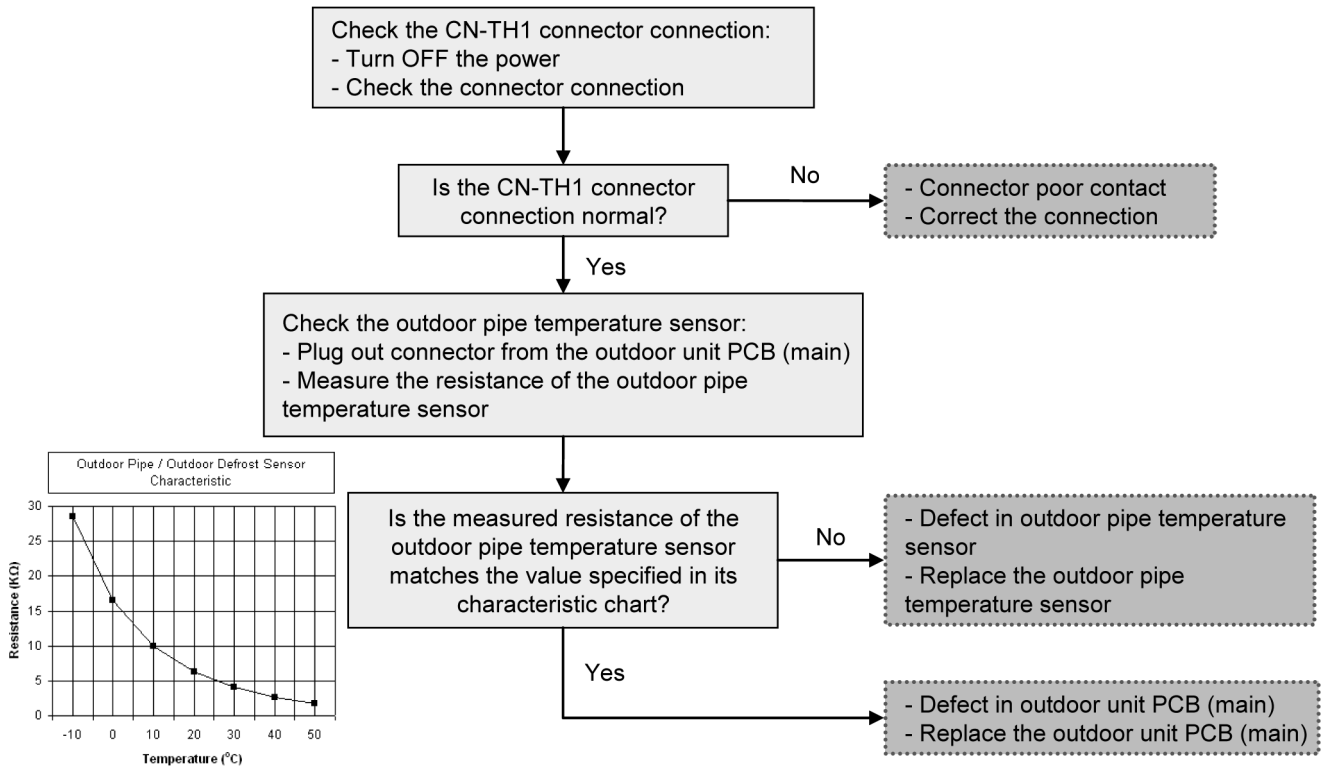 Check the CN-TH1 connector connection:
- Turn OFF the power
- Check the connector connection
Is the CN-TH1 connector
connection normal?
No
- Connector poor contact
- Correct the connection
Yes
Check the outdoor pipe temperature sensor:
- Plug out connector from the outdoor unit PCB (main)
- Measure the resistance of the outdoor pipe
temperature sensor
Outdoor Pipe / Outdoor Defrost Sensor
Characteristic
Resistance (KΩ)
30
25
20
15
10
5
0
-10 0 10 20 30 40 50
Temperature (°C)
Is the measured resistance of the
outdoor pipe temperature sensor
matches the value specified in its
characteristic chart?
No
- Defect in outdoor pipe temperature
sensor
- Replace the outdoor pipe
temperature sensor
Yes
- Defect in outdoor unit PCB (main)
- Replace the outdoor unit PCB (main)